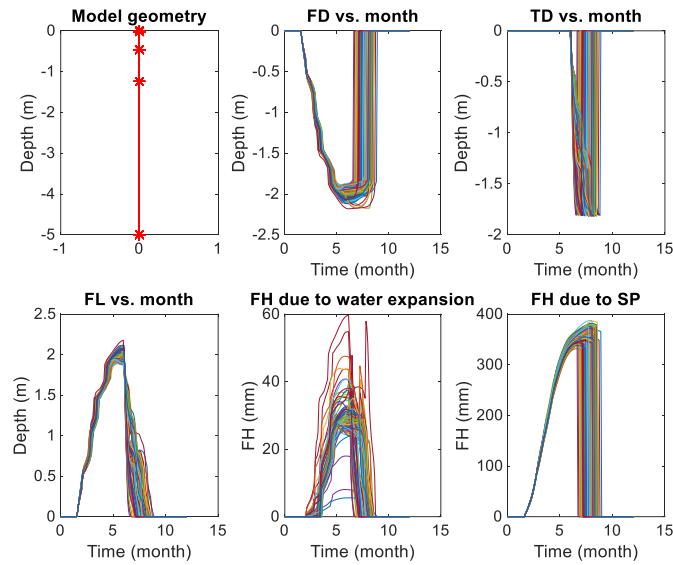 Model geometry
0
-1
-2
-3
-4
-5
Depth (m)
-1 0 1
FD vs. month
0
-0.5
-1
-1.5
-2
-2.5
Depth (m)
0 5 10 15
Time (month)
TD vs. month
0
-0.5
-1
-1.5
-2
Depth (m)
0 5 10 15
Time (month)
FL vs. month
2.5
2
1.5
1
0.5
0
Depth (m)
0 5 10 15
Time (month)
FH due to water expansion
60
40
20
0
FH (mm)
0 5 10 15
Time (month)
FH due to SP
400
300
200
100
0
FH (mm)
0 5 10 15
Time (month)